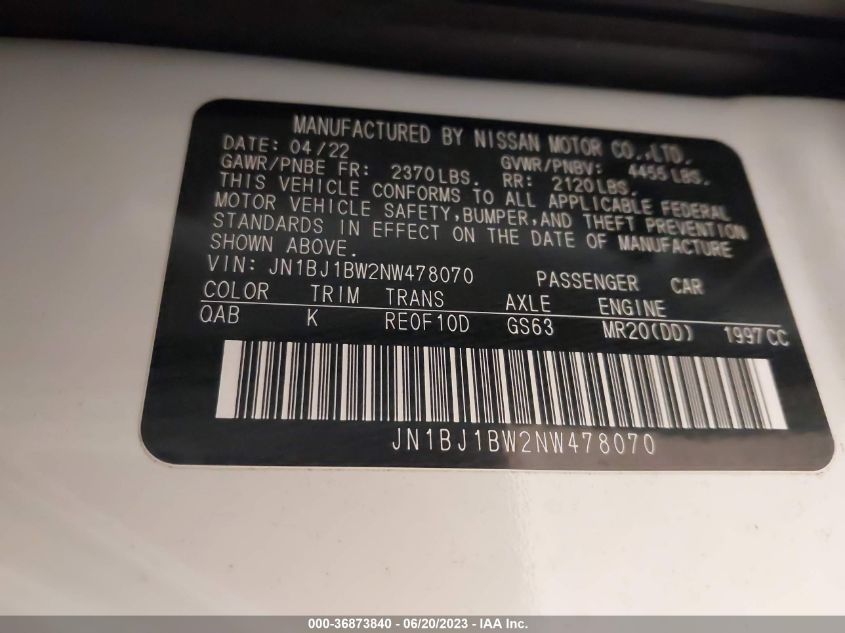 MANUFACTURED BY NISSAN MOTOR CO.,LTD.
DATE: 04/22 GVWR/PNBV: 4455 LBS.
GAWR/PNBE FR: 2370LBS. RR: 2120LBS.
THIS VEHICLE CONFORMS TO ALL APPLICABLE FEDERAL
MOTOR VEHICLE SAFETY,BUMPER,AND THEFT PREVENTION
STANDARDS IN EFFECT ON THE DATE OF MANUFACTURE
SHOWN ABOVE.
VIN: JN1BJ1BW2NW478070 PASSENGER CAR
COLOR TRIM TRANS AXLE ENGINE
QAB K RE0F10D GS63 MR20(DD) 1997CC
JN1BJ1BW2NW478070
000-36873840 - 06/20/2023 - IAA Inc.